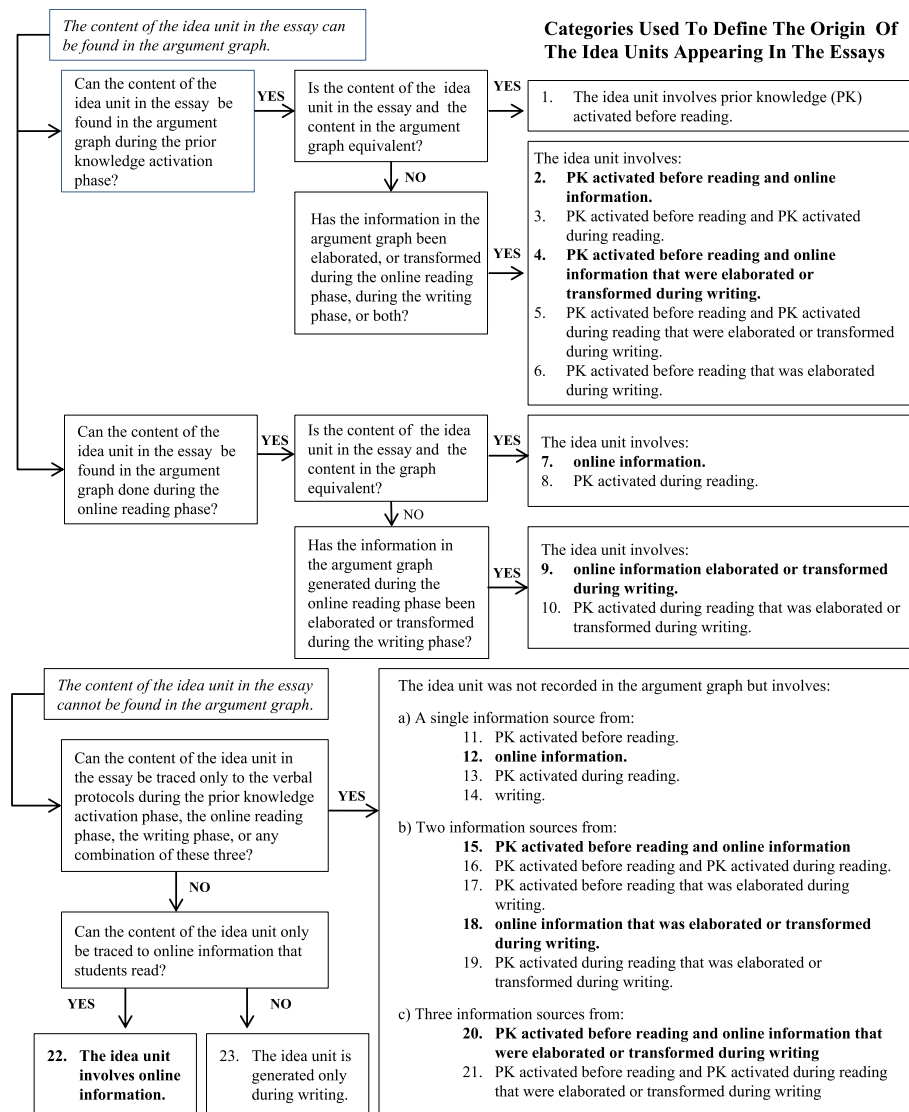 The content of the idea unit in the essay can
be found in the argument graph.
Categories Used To Define The Origin Of
The Idea Units Appearing In The Essays
Can the content of the
idea unit in the essay be
found in the argument
graph during the prior
knowledge activation
phase?
YES
Is the content of the idea
unit in the essay and the
content in the argument
graph equivalent?
YES
1. The idea unit involves prior knowledge (PK)
activated before reading.
NO
Has the information in the
argument graph been
elaborated, or transformed
during the online reading
phase, during the writing
phase, or both?
YES
The idea unit involves:
2. PK activated before reading and online
information.
3. PK activated before reading and PK activated
during reading.
4. PK activated before reading and online
information that were elaborated or
transformed during writing.
5. PK activated before reading and PK activated
during reading that were elaborated or transformed
during writing.
6. PK activated before reading that was elaborated
during writing.
Can the content of the
idea unit in the essay be
found in the argument
graph done during the
online reading phase?
YES
Is the content of the idea
unit in the essay and the
content in the graph
equivalent?
YES
The idea unit involves:
7. online information.
8. PK activated during reading.
NO
Has the information in
the argument graph
generated during the
online reading phase been
elaborated or transformed
during the writing phase?
YES
The idea unit involves:
9. online information elaborated or transformed
during writing.
10. PK activated during reading that was elaborated or
transformed during writing.
The content of the idea unit in the essay
cannot be found in the argument graph.
Can the content of the idea unit in
the essay be traced only to the verbal
protocols during the prior knowledge
activation phase, the online reading
phase, the writing phase, or any
combination of these three?
YES
NO
Can the content of the idea unit only
be traced to online information that
students read?
YES
NO
22. The idea unit
involves online
information.
23. The idea unit is
generated only
during writing.
The idea unit was not recorded in the argument graph but involves:
a) A single information source from:
11. PK activated before reading.
12. online information.
13. PK activated during reading.
14. writing.
b) Two information sources from:
15. PK activated before reading and online information
16. PK activated before reading and PK activated during reading.
17. PK activated before reading that was elaborated during
writing.
18. online information that was elaborated or transformed
during writing.
19. PK activated during reading that was elaborated or
transformed during writing.
c) Three information sources from:
20. PK activated before reading and online information that
were elaborated or transformed during writing
21. PK activated before reading and PK activated during reading
that were elaborated or transformed during writing